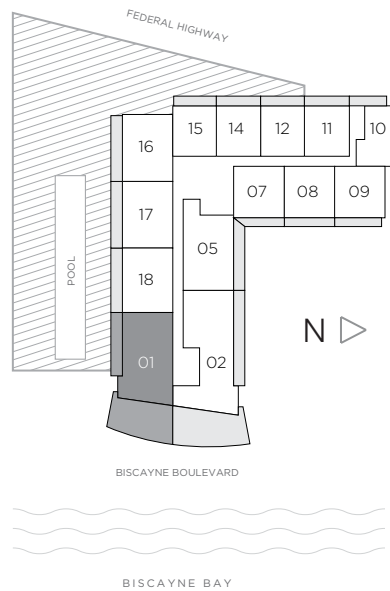 FEDERAL HIGHWAY
15 14 12 11 10
16
07 08 09
17
05
POOL
18
N
01 02
BISCAYNE BOULEVARD
BISCAYNE BAY